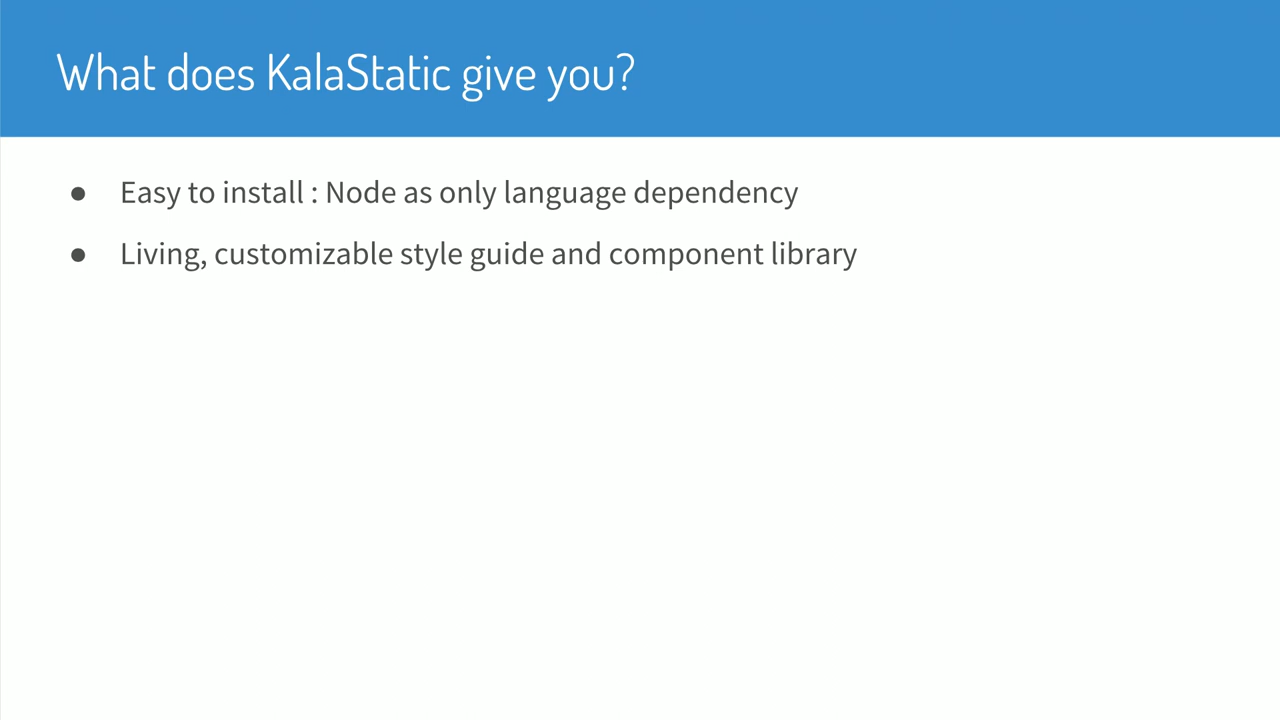 What does KalaStatic give you?
● Easy to install : Node as only language dependency
● Living, customizable style guide and component library